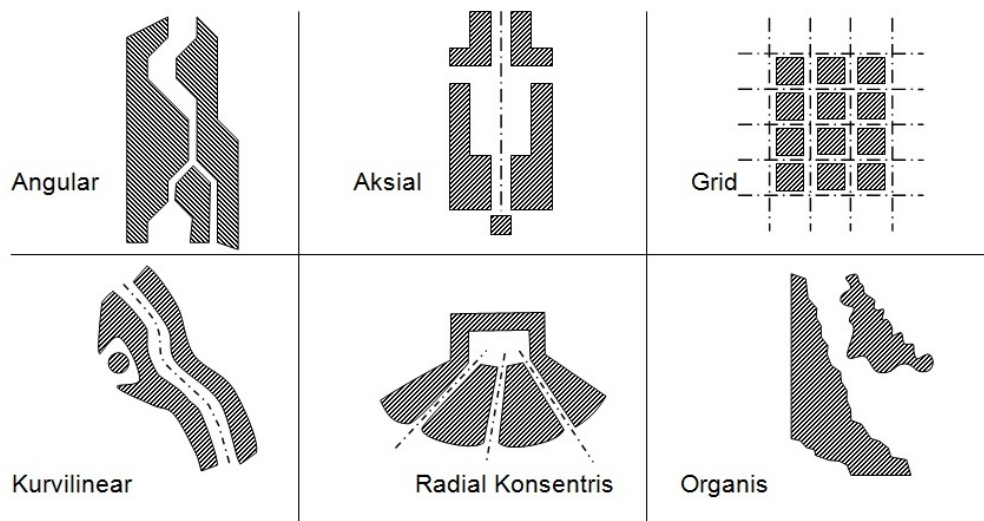 Angular
Aksial
Grid
Kurvilinear
Radial Konsentris
Organis